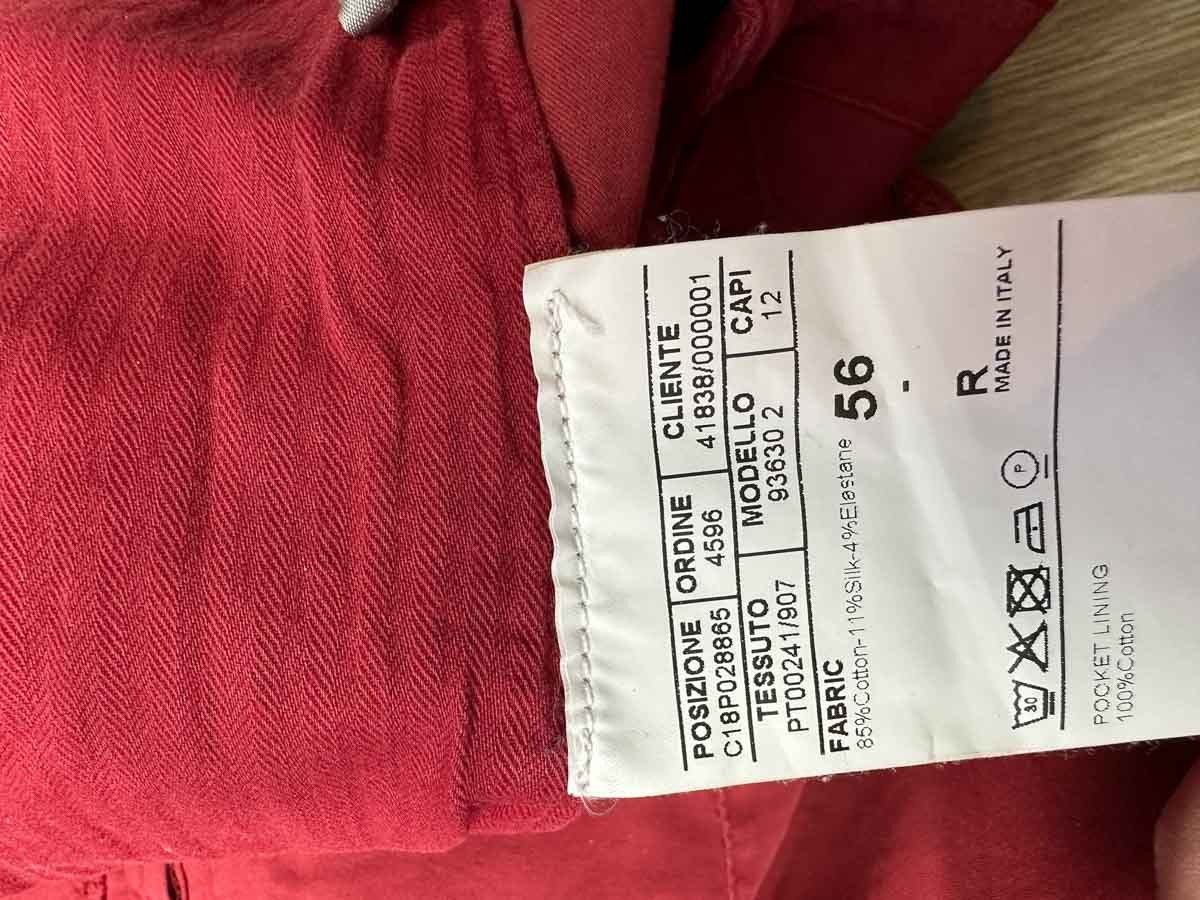 POSIZIONE ORDINE CLIENTE
C18P028865 4596 41838/000001
TESSUTO MODELLO CAPI
PT00241/907 93630 2 12
FABRIC
85%Cotton-11%Silk-4%Elastane 56
-
R
30 P MADE IN ITALY
POCKET LINING
100%Cotton